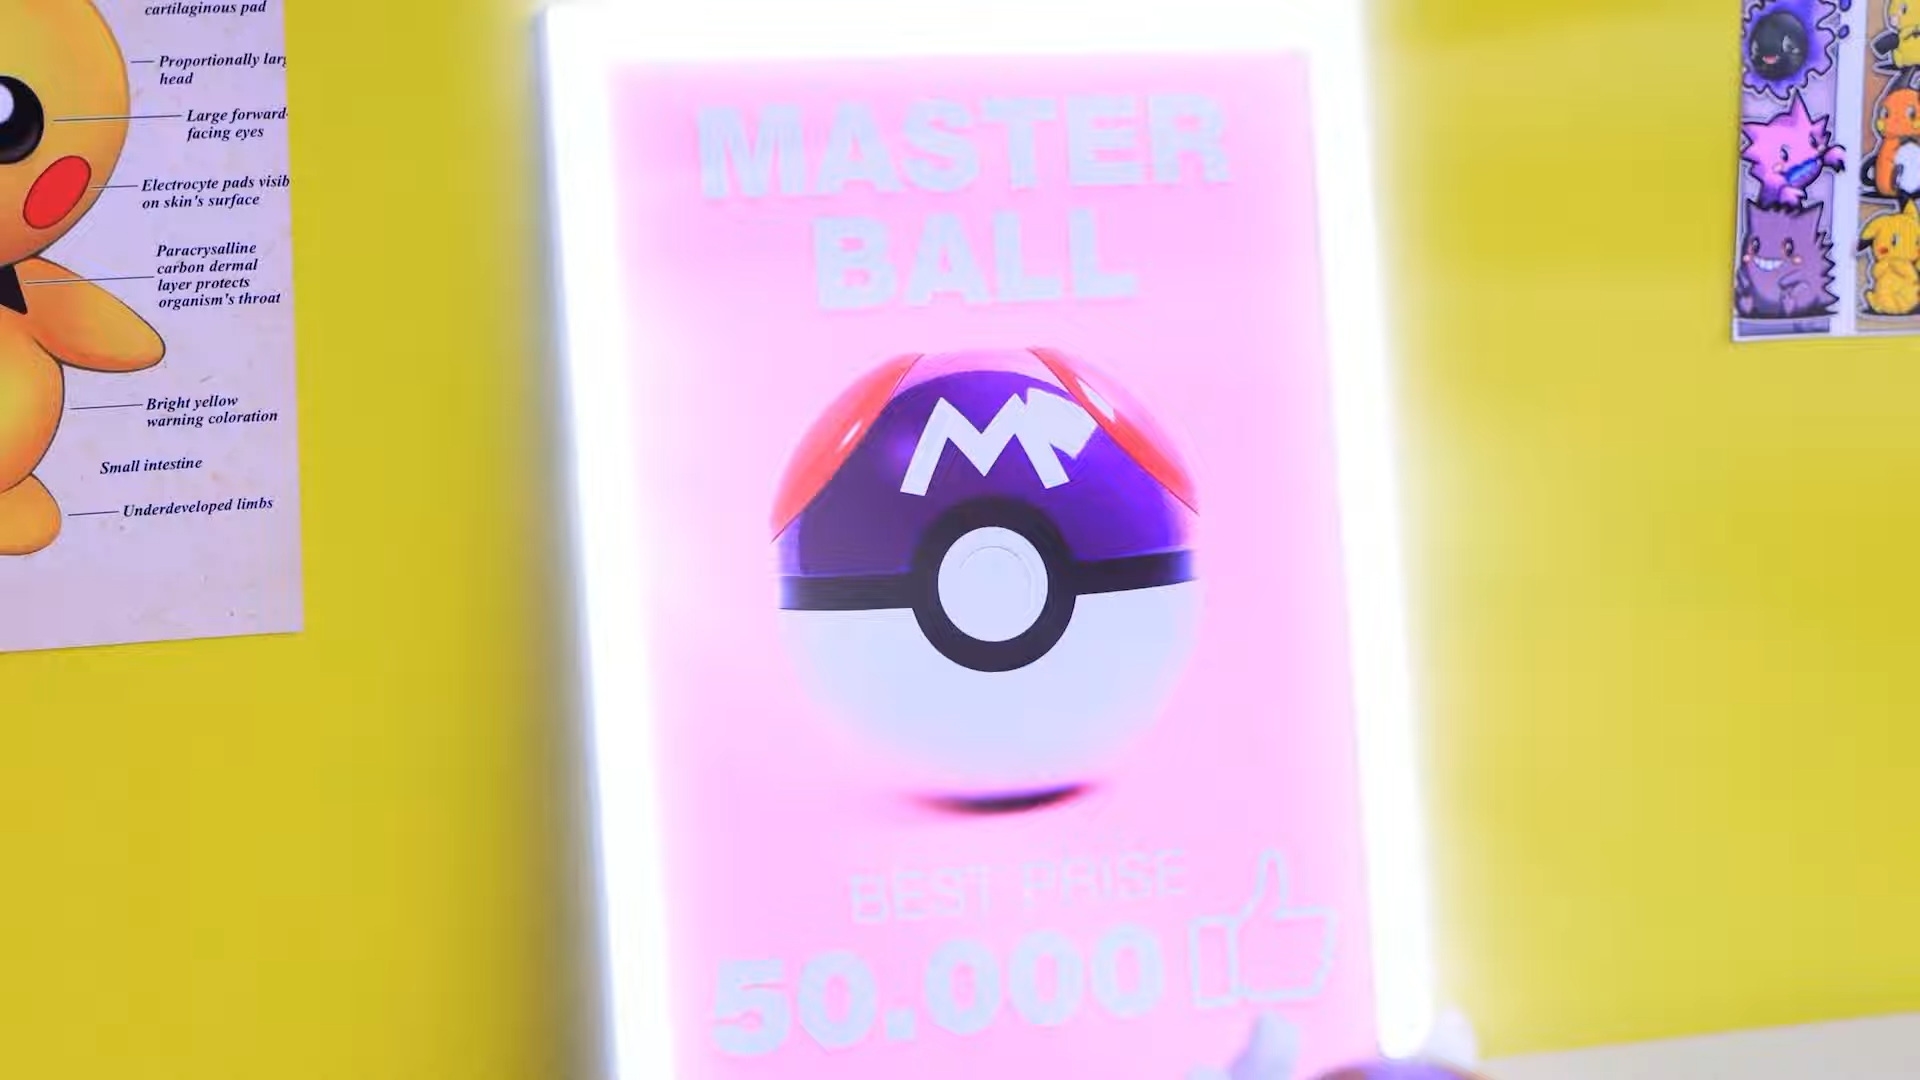 cartilaginous pad
Proportionally larg
head
Large forward-
facing eyes
Electrocyte pads visib
on skin's surface
Paracrysalline
carbon dermal
layer protects
organism's throat
Bright yellow
warning coloration
Small intestine
Underdeveloped limbs
MASTER
BALL
M
BEST PRISE
50.000